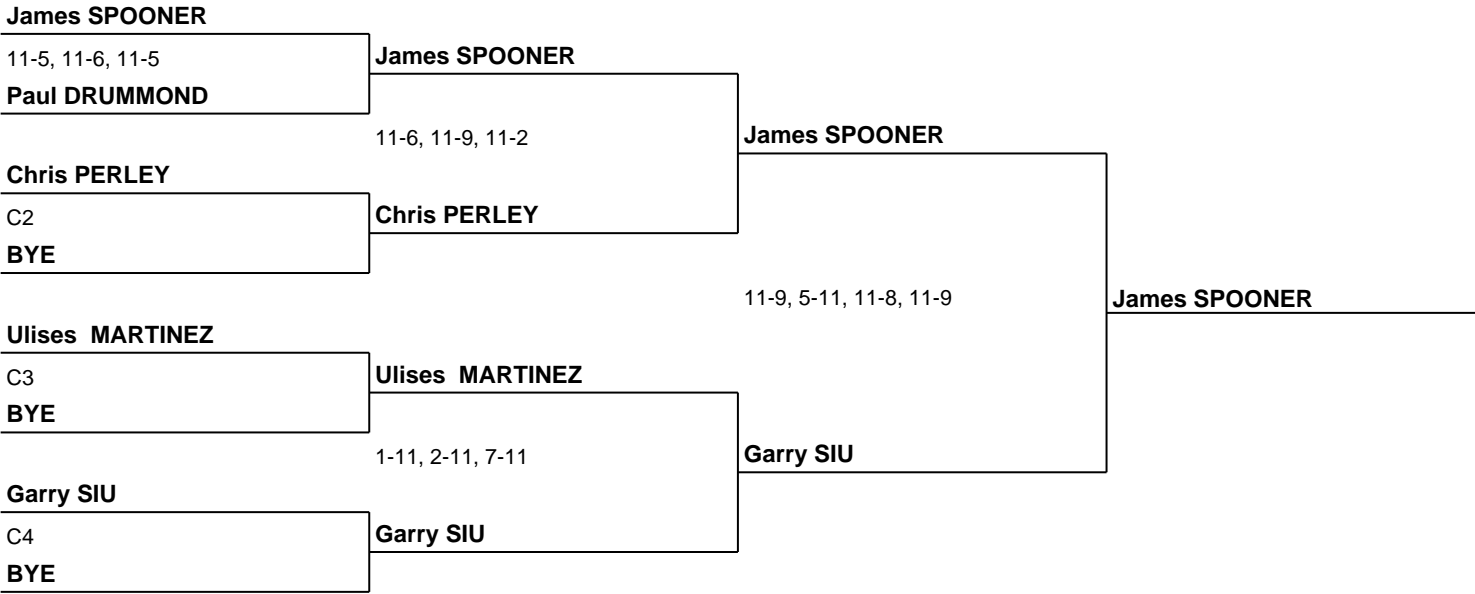 James SPOONER
11-5, 11-6, 11-5
James SPOONER
Paul DRUMMOND
11-6, 11-9, 11-2
James SPOONER
Chris PERLEY
C2
Chris PERLEY
BYE
11-9, 5-11, 11-8, 11-9
James SPOONER
Ulises  MARTINEZ
C3
Ulises  MARTINEZ
BYE
1-11, 2-11, 7-11
Garry SIU
Garry SIU
C4
Garry SIU
BYE